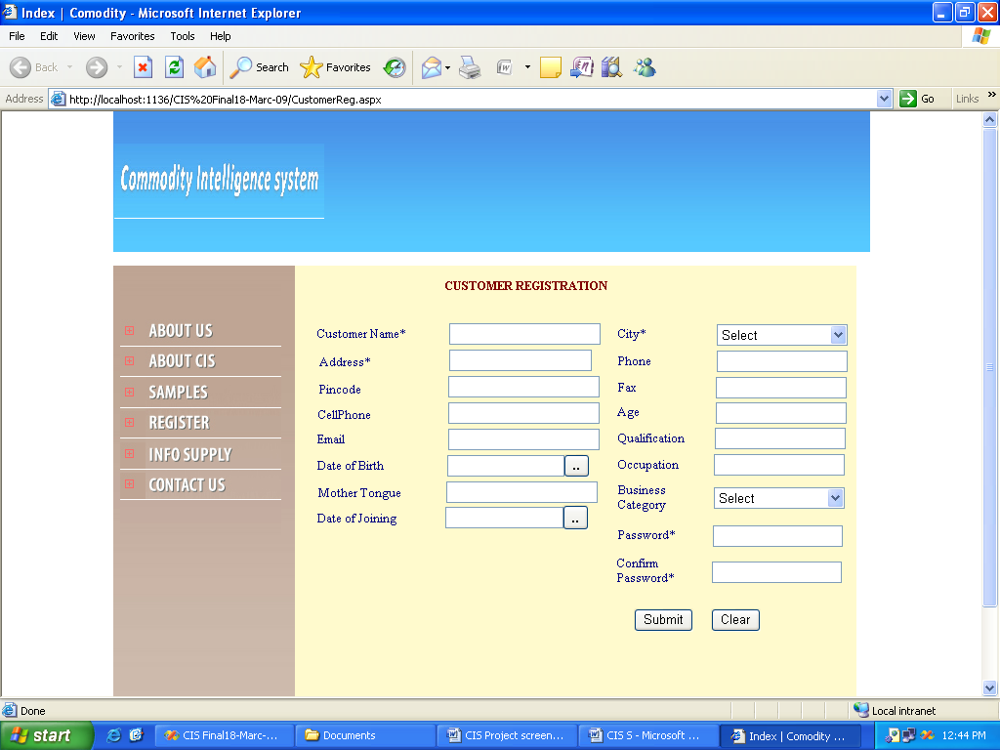 Index | Comodity - Microsoft Internet Explorer
File Edit View Favorites Tools Help
Back Search Favorites
Address http://localhost:1136/CIS%20Final18-Marc-09/CustomerReg.aspx Go Links »
Commodity Intelligence system
CUSTOMER REGISTRATION
ABOUT US
ABOUT CIS
SAMPLES
REGISTER
INFO SUPPLY
CONTACT US
Customer Name*
Address*
Pincode
CellPhone
Email
Date of Birth ..
Mother Tongue
Date of Joining ..
City* Select
Phone
Fax
Age
Qualification
Occupation
Business
Category Select
Password*
Confirm
Password*
Submit Clear
Done Local intranet
start CIS Final18-Marc-... Documents CIS Project screen... CIS S - Microsoft ... Index | Comodity ... 12:44 PM